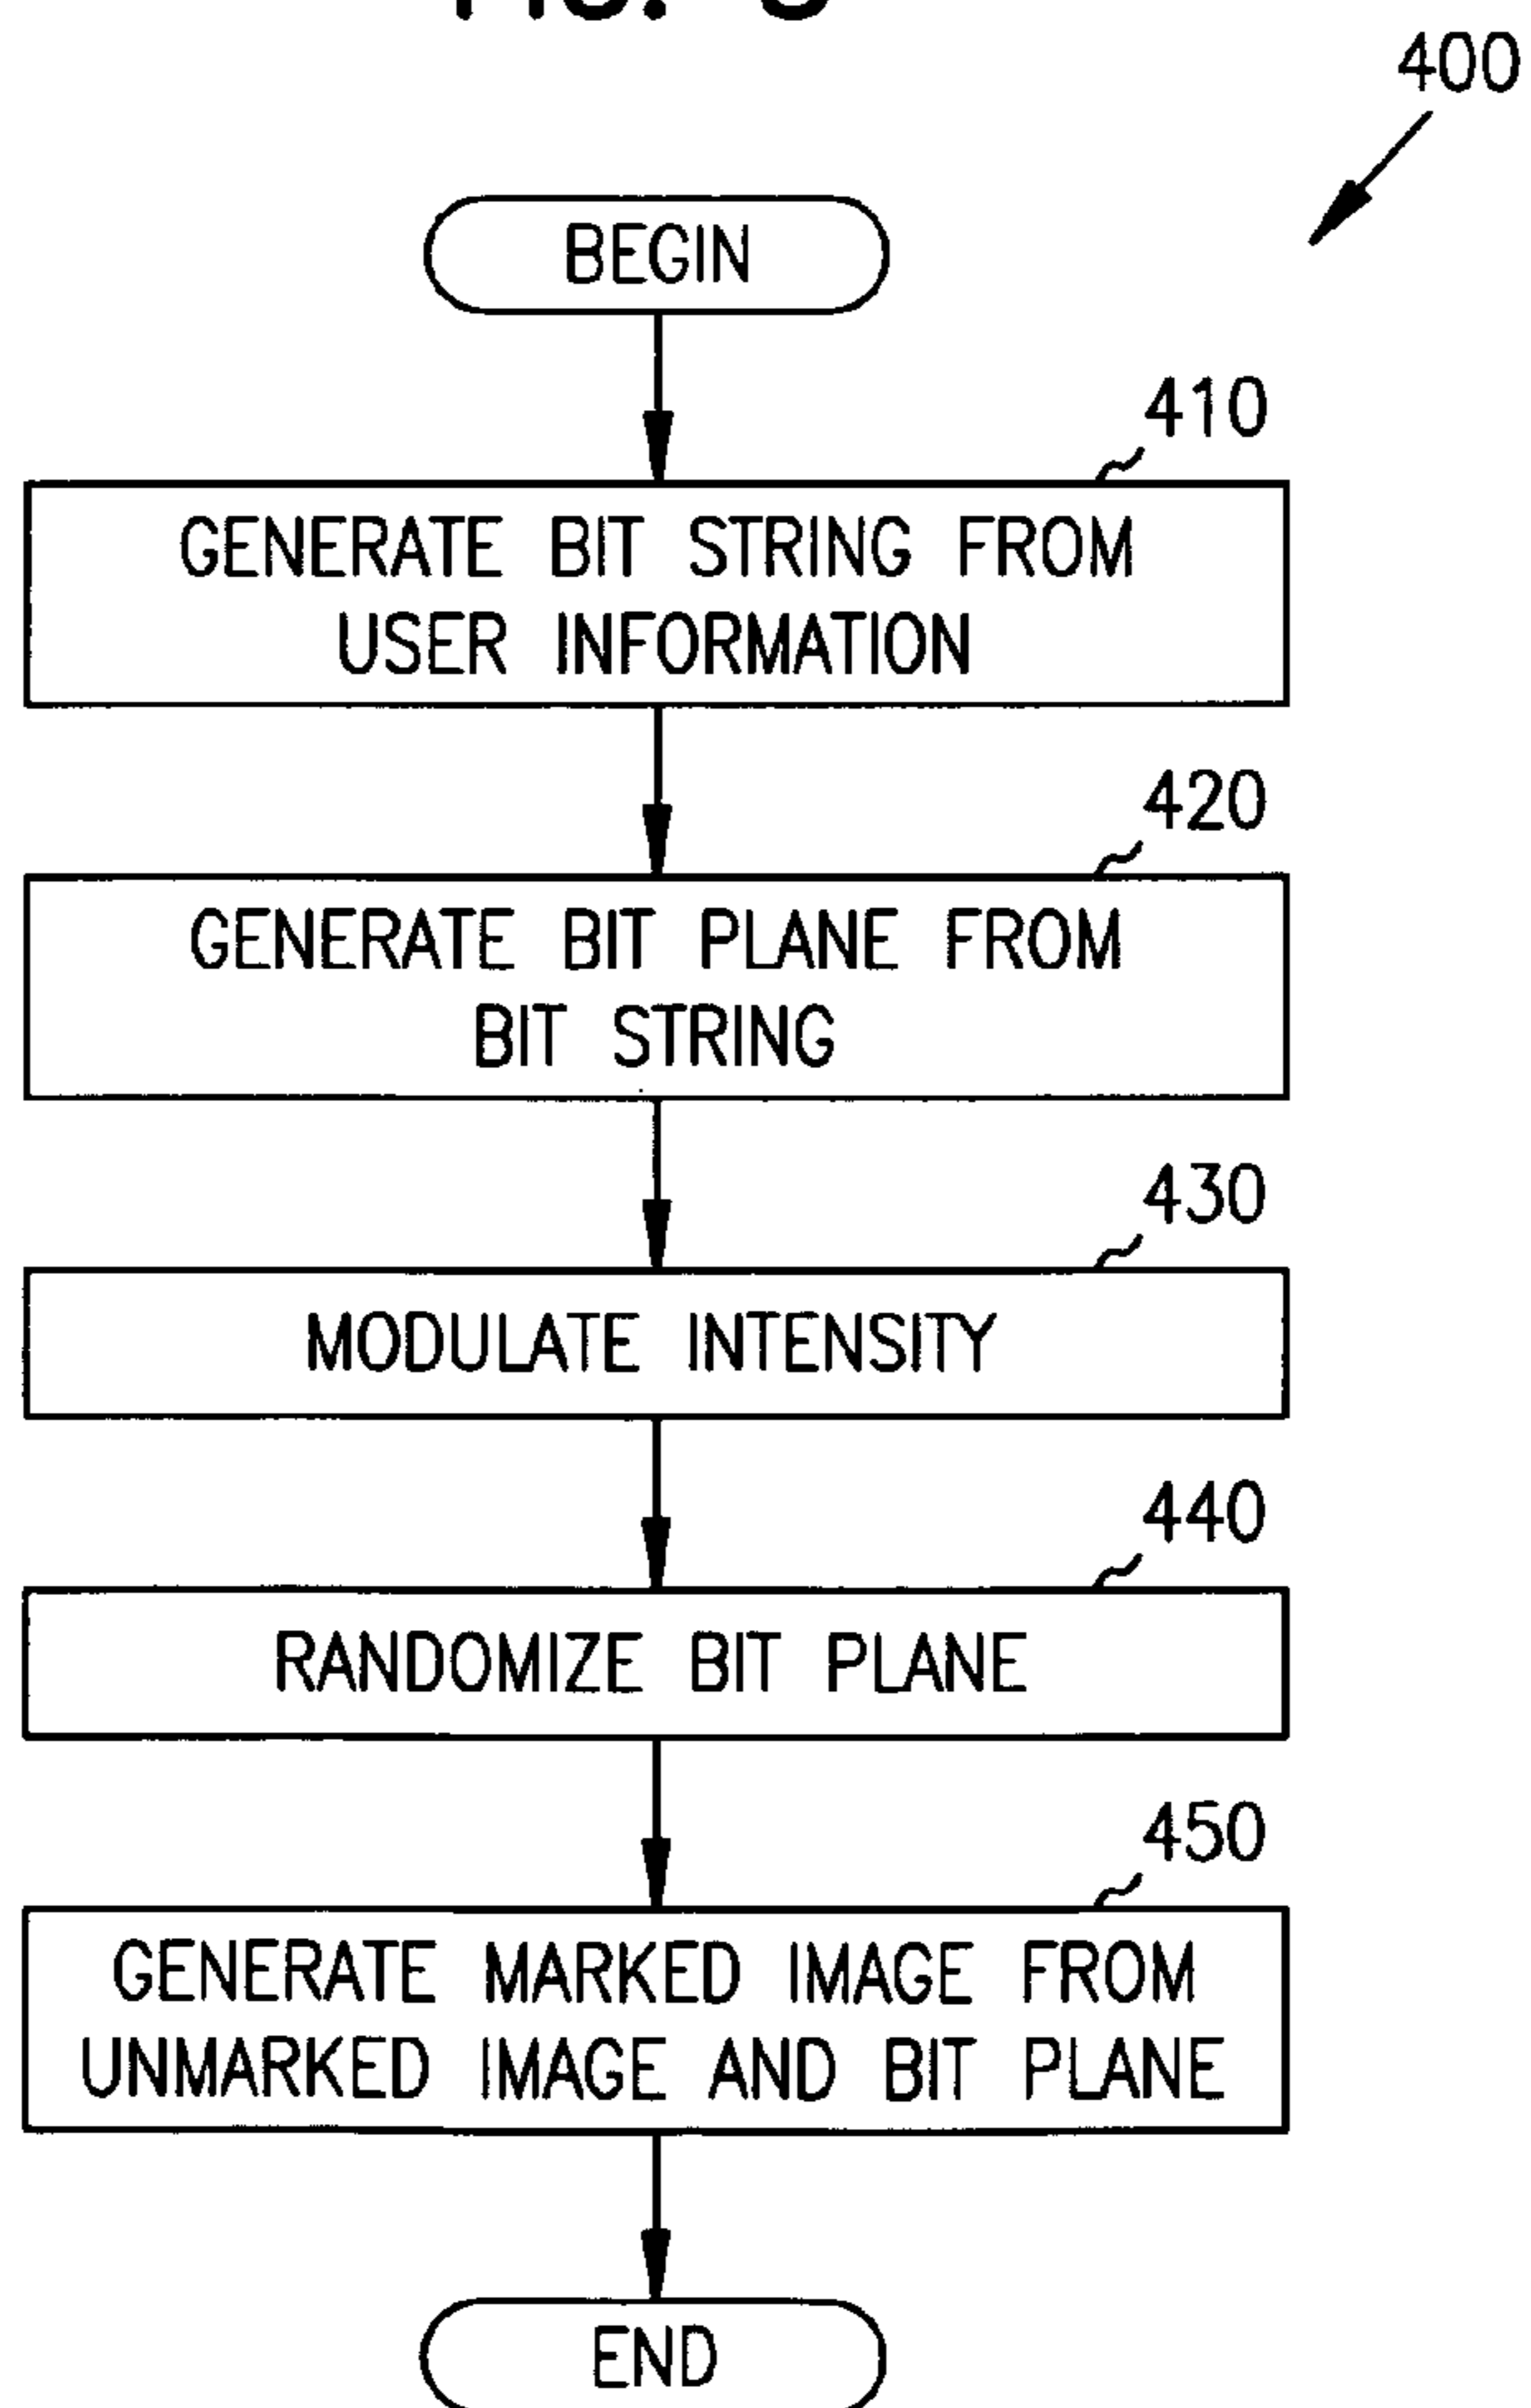 400
BEGIN
410
GENERATE BIT STRING FROM
USER INFORMATION
420
GENERATE BIT PLANE FROM
BIT STRING
430
MODULATE INTENSITY
440
RANDOMIZE BIT PLANE
450
GENERATE MARKED IMAGE FROM
UNMARKED IMAGE AND BIT PLANE
END